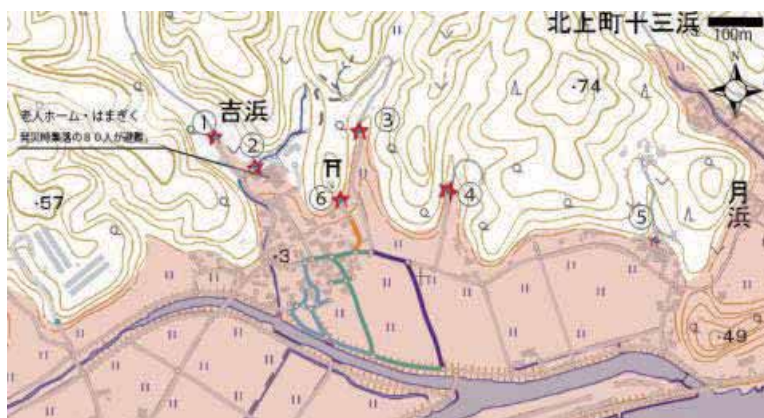 北上町十三浜
100m
N
・74
老人ホーム・はまぎく
発災時集落の80人が避難。
吉浜
①
②
③
④
⑤
⑥
・57
月浜
・3
・49